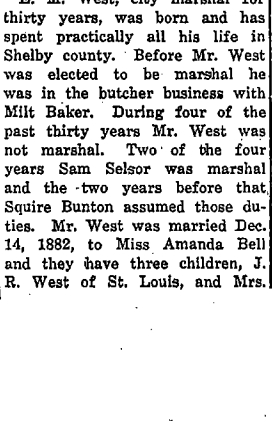 West, city marshal for
thirty years, was born and has
spent practically all his life in
Shelby county. Before Mr. West
was elected to be marshal he
was in the butcher business with
Milt Baker. During four of the
past thirty years Mr. West was
not marshal. Two of the four
years Sam Selsor was marshal
and the two years before that
Squire Bunton assumed those du-
ties. Mr. West was married Dec.
14, 1882, to Miss Amanda Bell
and they have three children, J.
R. West of St. Louis, and Mrs.